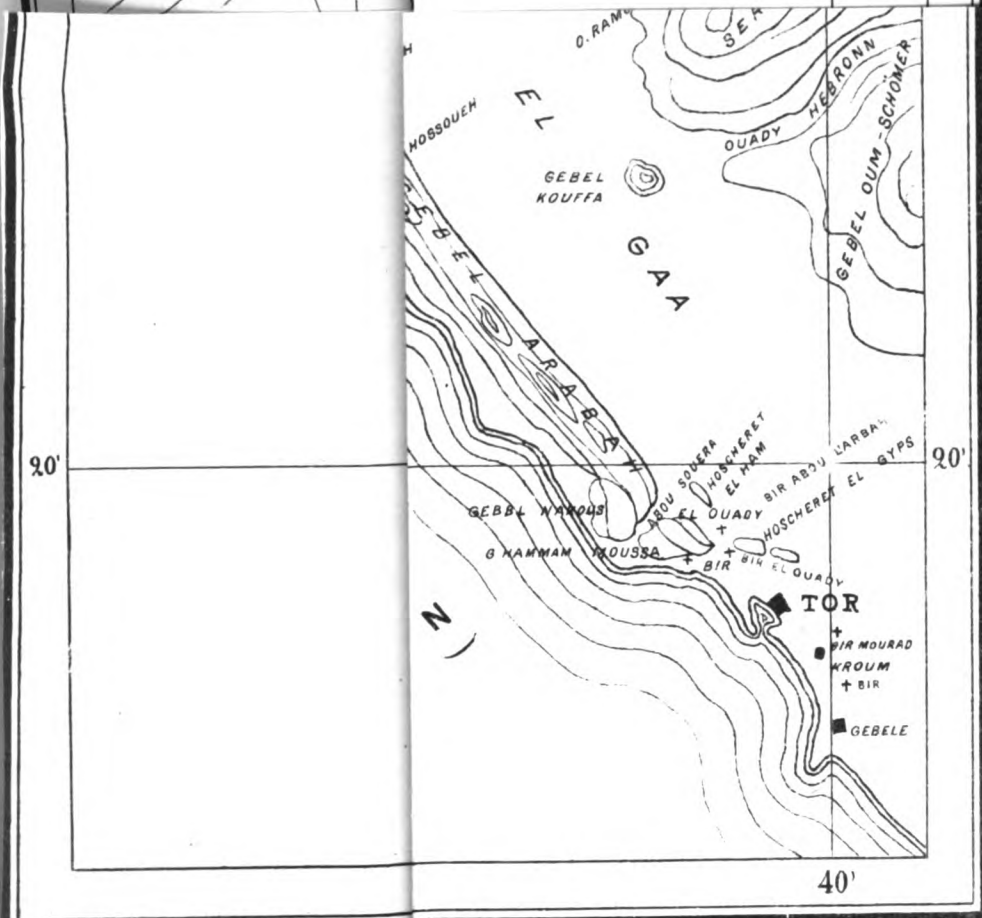 O. RAM
SER
EL
HOSSOUEH
OUADY HEBRONN
GEBEL OUM-SCHÖMER
GEBEL
KOUFFA
GAA
GEBEL ARABAH
20'
20'
ABOU SOUERA
HOSCHERET
EL HAM
BIR ABOU L'ARBAH
HOSCHERET EL GYPS
GEBEL NAKOUS
EL OUADY
G HAMMAM MOUSSA
BIR
BIR EL OUADY
TOR
N)
BIR MOURAD
KROUM
BIR
GEBELE
40'